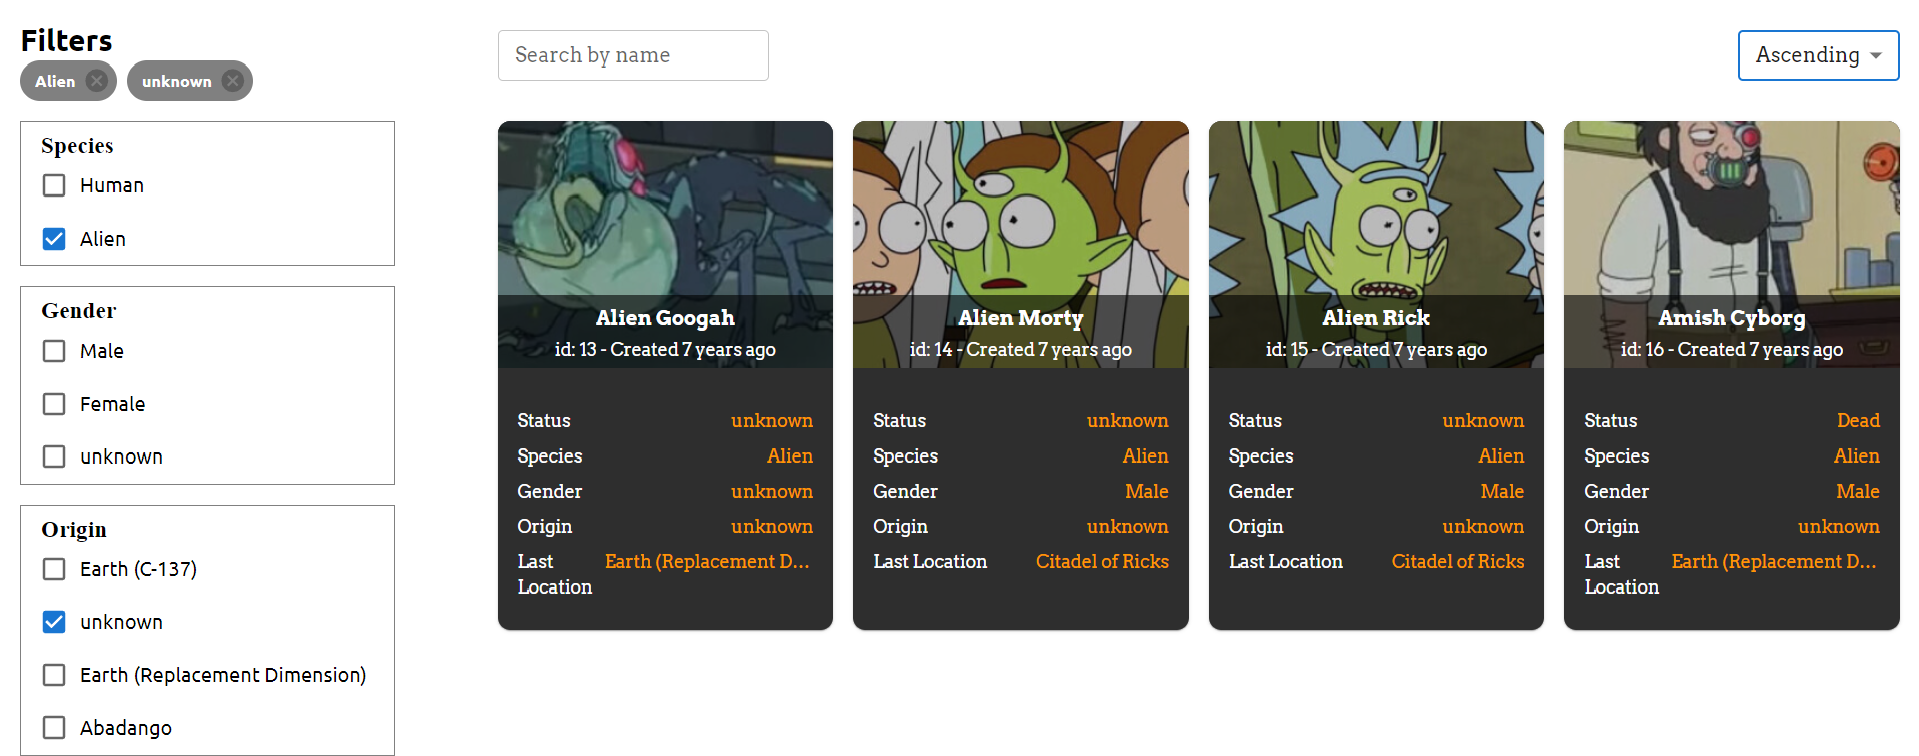 Filters
Alien
unknown
Search by name
Ascending
Species
Human
Alien
Gender
Male
Female
unknown
Origin
Earth (C-137)
unknown
Earth (Replacement Dimension)
Abadango
Alien Googah
id: 13 - Created 7 years ago
Status unknown
Species Alien
Gender unknown
Origin unknown
Last Location Earth (Replacement D...
Alien Morty
id: 14 - Created 7 years ago
Status unknown
Species Alien
Gender Male
Origin unknown
Last Location Citadel of Ricks
Alien Rick
id: 15 - Created 7 years ago
Status unknown
Species Alien
Gender Male
Origin unknown
Last Location Citadel of Ricks
Amish Cyborg
id: 16 - Created 7 years ago
Status Dead
Species Alien
Gender Male
Origin unknown
Last Location Earth (Replacement D...